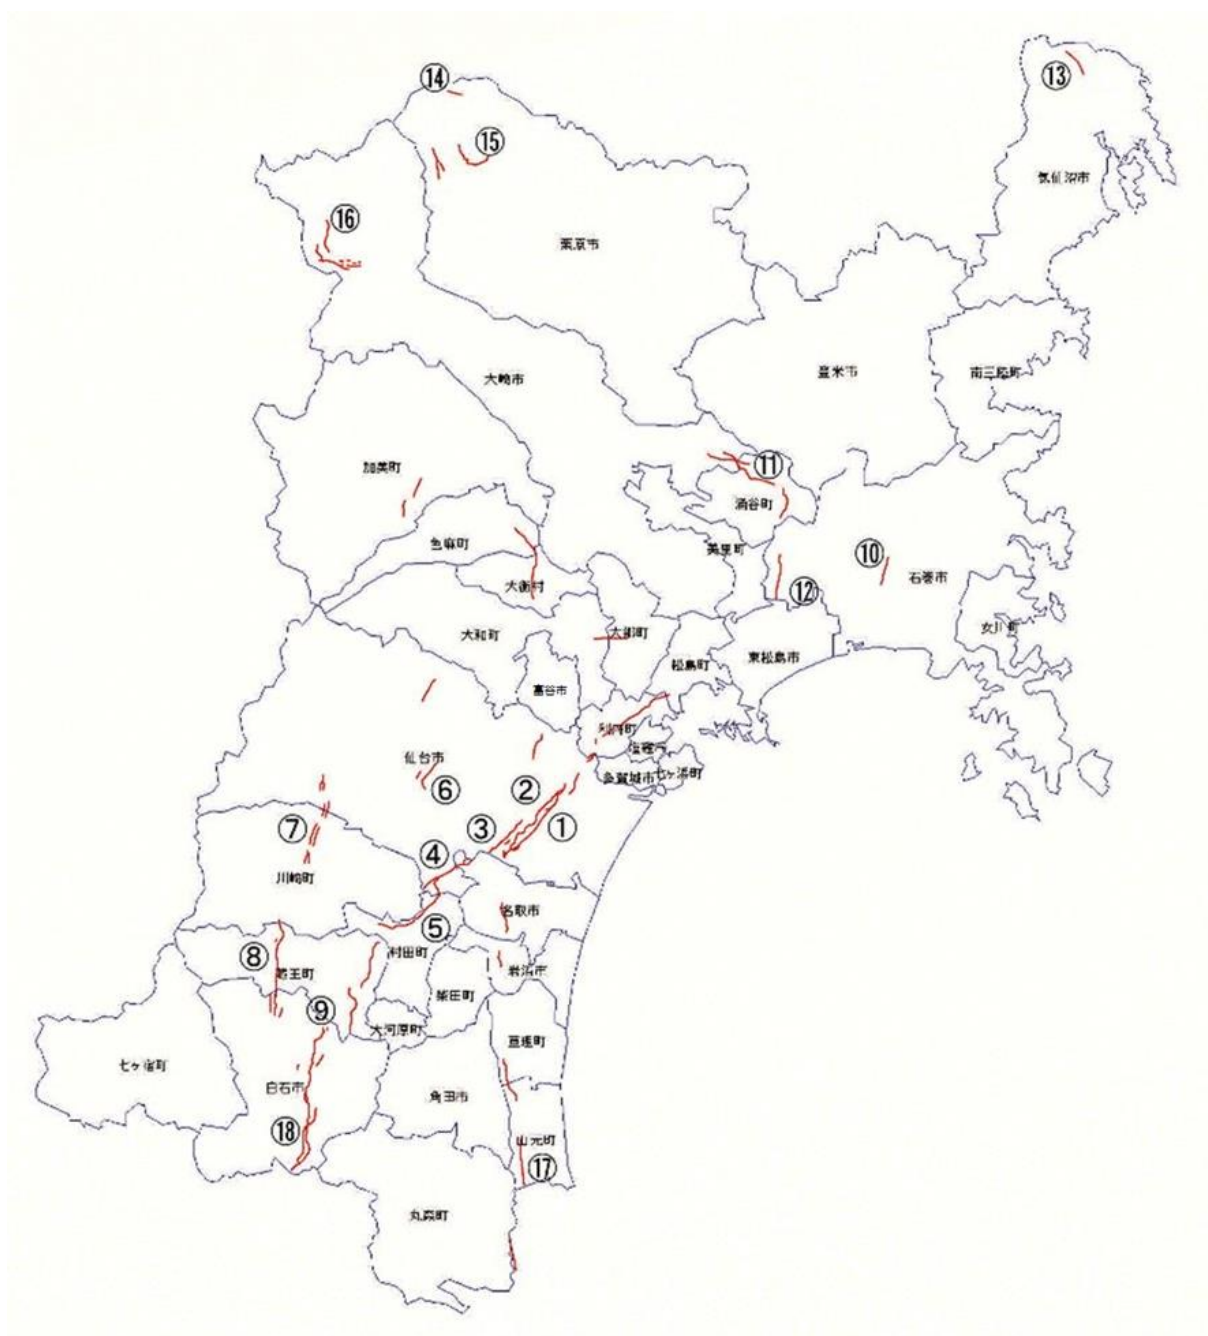 ⑭
⑬
⑮
気仙沼市
⑯
栗原市
登米市
南三陸町
大崎市
⑪
加美町
涌谷町
色麻町
美里町
⑩
石巻市
大衡村
⑫
大和町
大郷町
女川町
東松島市
松島町
富谷市
利府町
塩竈市
仙台市
多賀城市
七ヶ浜町
⑥
②
⑦
③
①
④
川崎町
名取市
⑤
村田町
⑧
蔵王町
岩沼市
柴田町
⑨
大河原町
亘理町
七ヶ宿町
白石市
角田市
⑱
山元町
⑰
丸森町